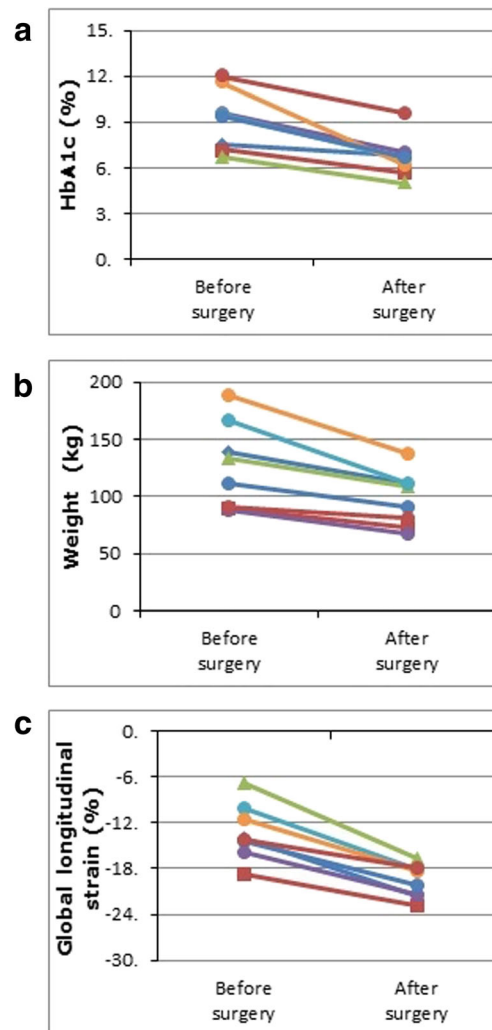 a
HbA1c (%)
15.
12.
9.
6.
3.
0.
Before
surgery
After
surgery
b
Weight (kg)
200
150
100
50
0
Before
surgery
After
surgery
c
Global longitudinal
strain (%)
0.
-6.
-12.
-18.
-24.
-30.
Before
surgery
After
surgery